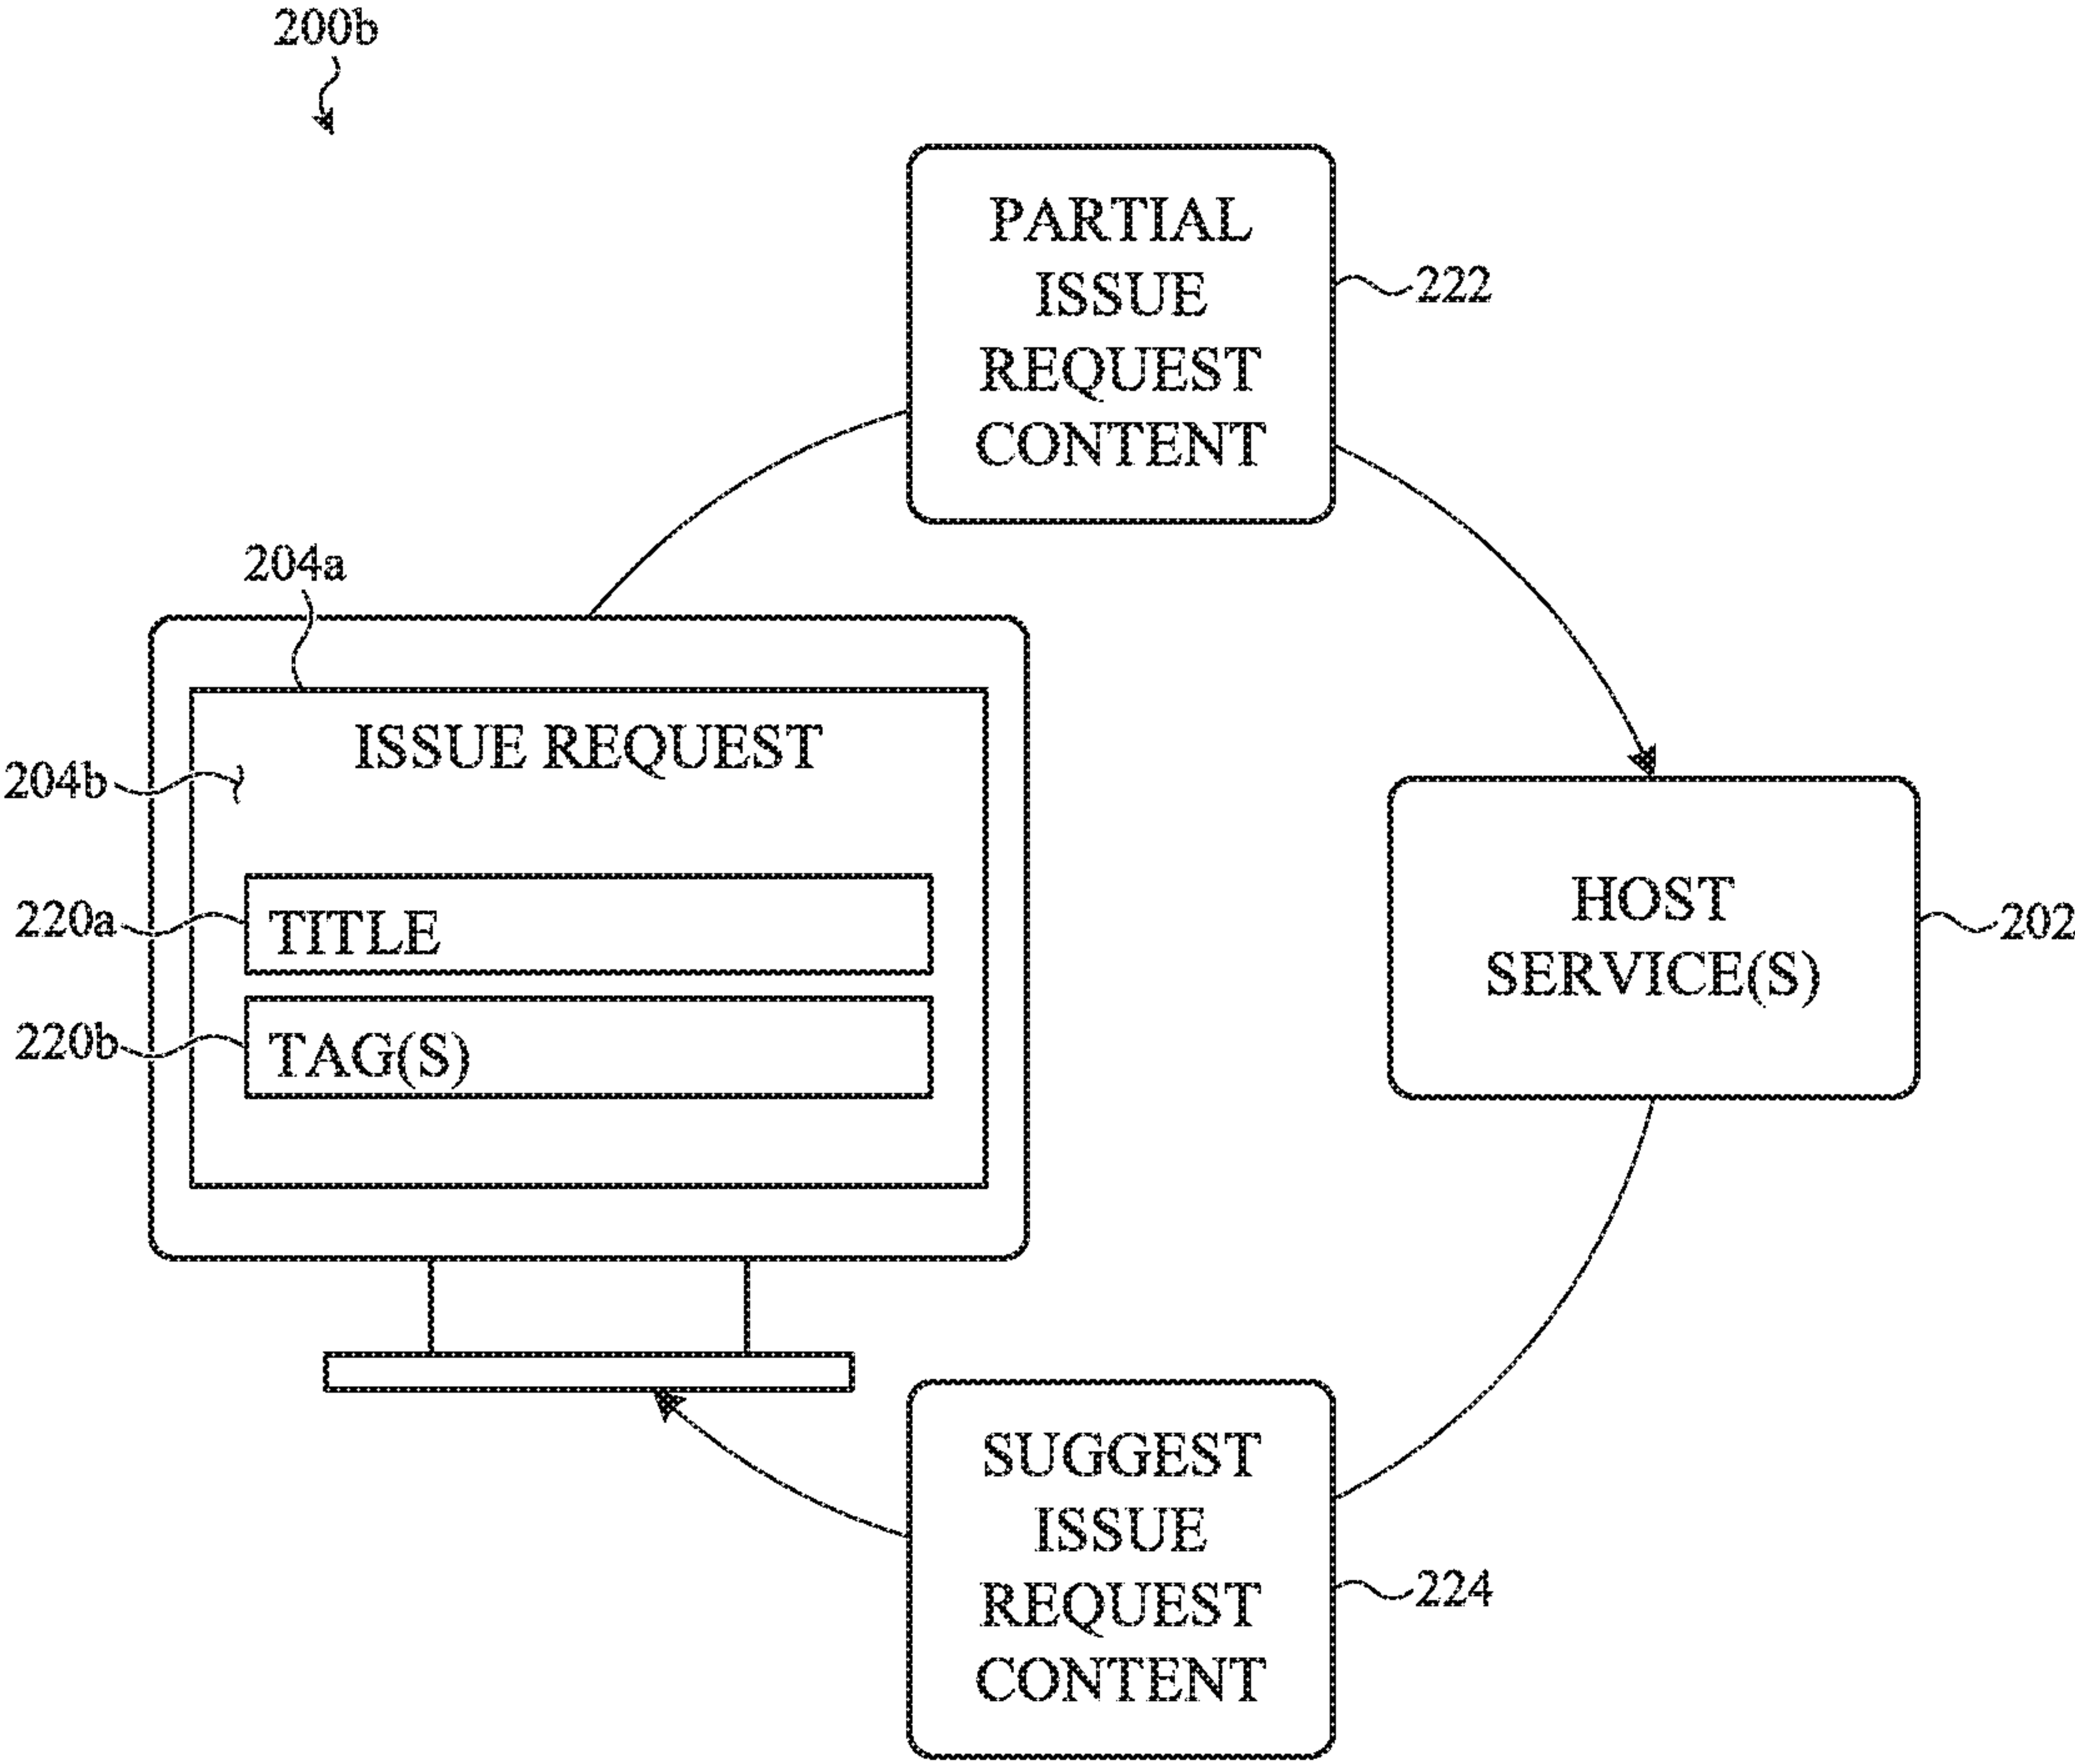 200b
PARTIAL
ISSUE
REQUEST
CONTENT
222
204a
ISSUE REQUEST
204b
220a
TITLE
220b
TAG(S)
HOST
SERVICE(S)
202
SUGGEST
ISSUE
REQUEST
CONTENT
224